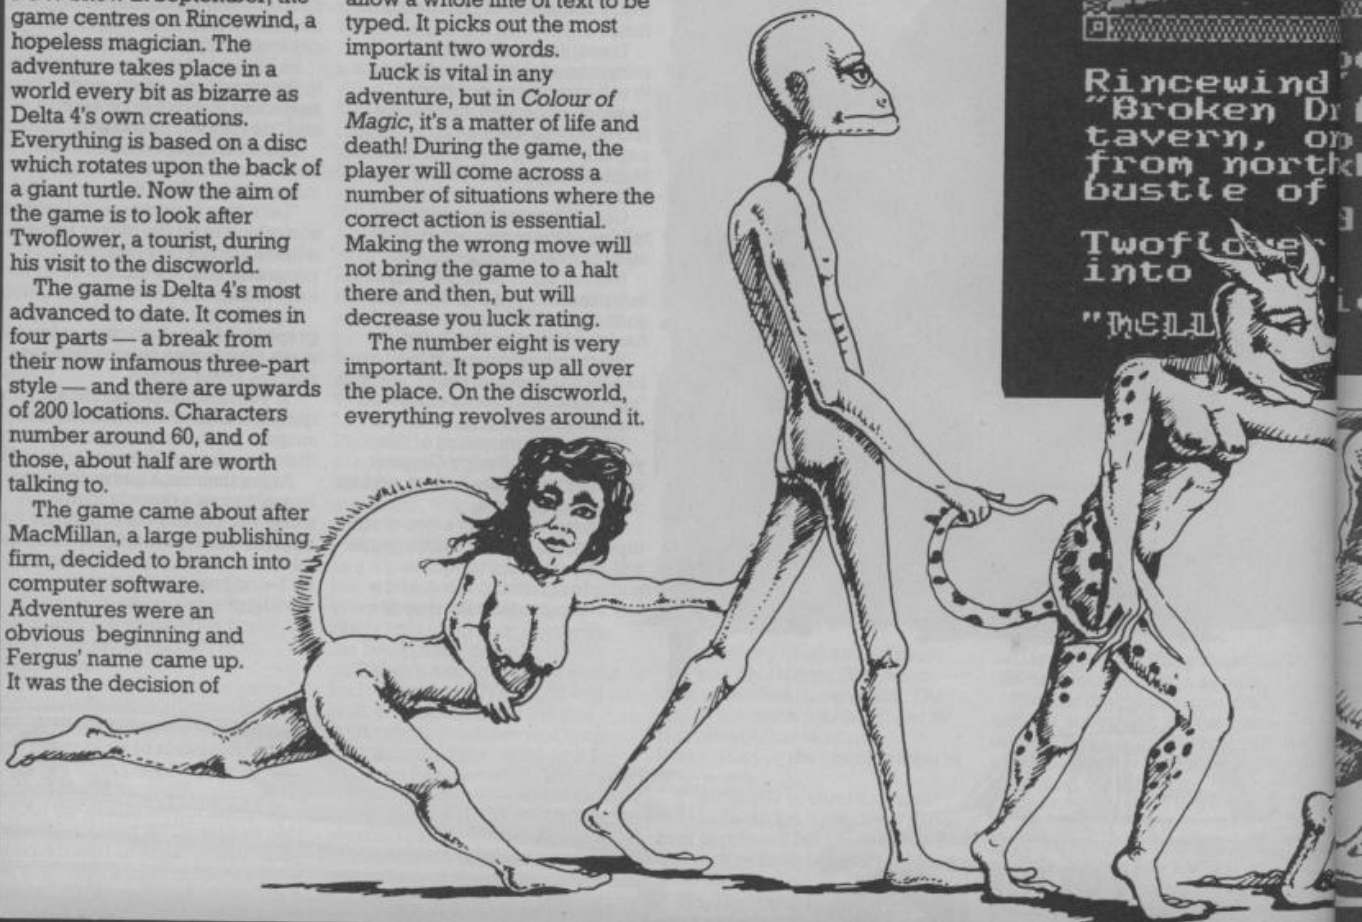 game centres on Rincewind, a
hopeless magician. The
adventure takes place in a
world every bit as bizarre as
Delta 4's own creations.
Everything is based on a disc
which rotates upon the back of
a giant turtle. Now the aim of
the game is to look after
Twoflower, a tourist, during
his visit to the discworld.
The game is Delta 4's most
advanced to date. It comes in
four parts — a break from
their now infamous three-part
style — and there are upwards
of 200 locations. Characters
number around 60, and of
those, about half are worth
talking to.
The game came about after
MacMillan, a large publishing
firm, decided to branch into
computer software.
Adventures were an
obvious beginning and
Fergus' name came up.
It was the decision of
allow a whole line of text to be
typed. It picks out the most
important two words.
Luck is vital in any
adventure, but in Colour of
Magic, it's a matter of life and
death! During the game, the
player will come across a
number of situations where the
correct action is essential.
Making the wrong move will
not bring the game to a halt
there and then, but will
decrease you luck rating.
The number eight is very
important. It pops up all over
the place. On the discworld,
everything revolves around it.
Rincewind
"Broken
tavern, on
from
bustle of
Twoflower
into